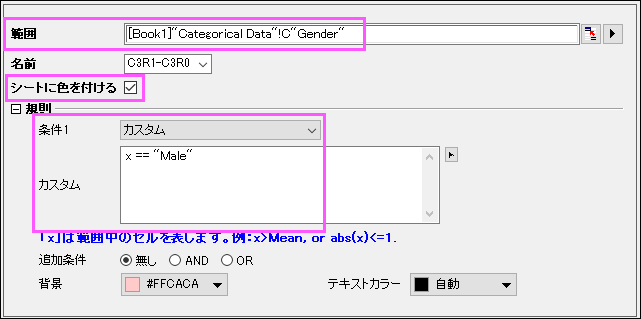 範囲 [Book1]"Categorical Data"!C"Gender"
名前 C3R1-C3R0
シートに色を付ける
規則
条件1 カスタム
カスタム x == "Male"
「x」は範囲中のセルを表します。例:x>Mean, or abs(x)<=1.
追加条件 無し AND OR
背景 #FFCACA テキストカラー 自動